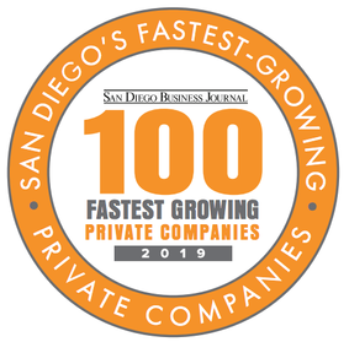 SAN DIEGO'S FASTEST-GROWING
SAN DIEGO BUSINESS JOURNAL
100
FASTEST GROWING
PRIVATE COMPANIES
2019
• PRIVATE COMPANIES •